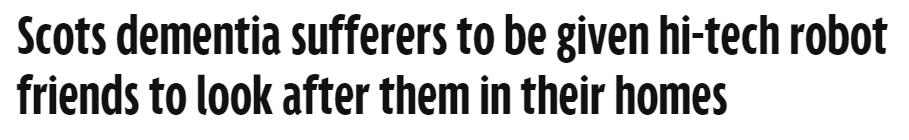 Scots dementia sufferers to be given hi-tech robot
friends to look after them in their homes